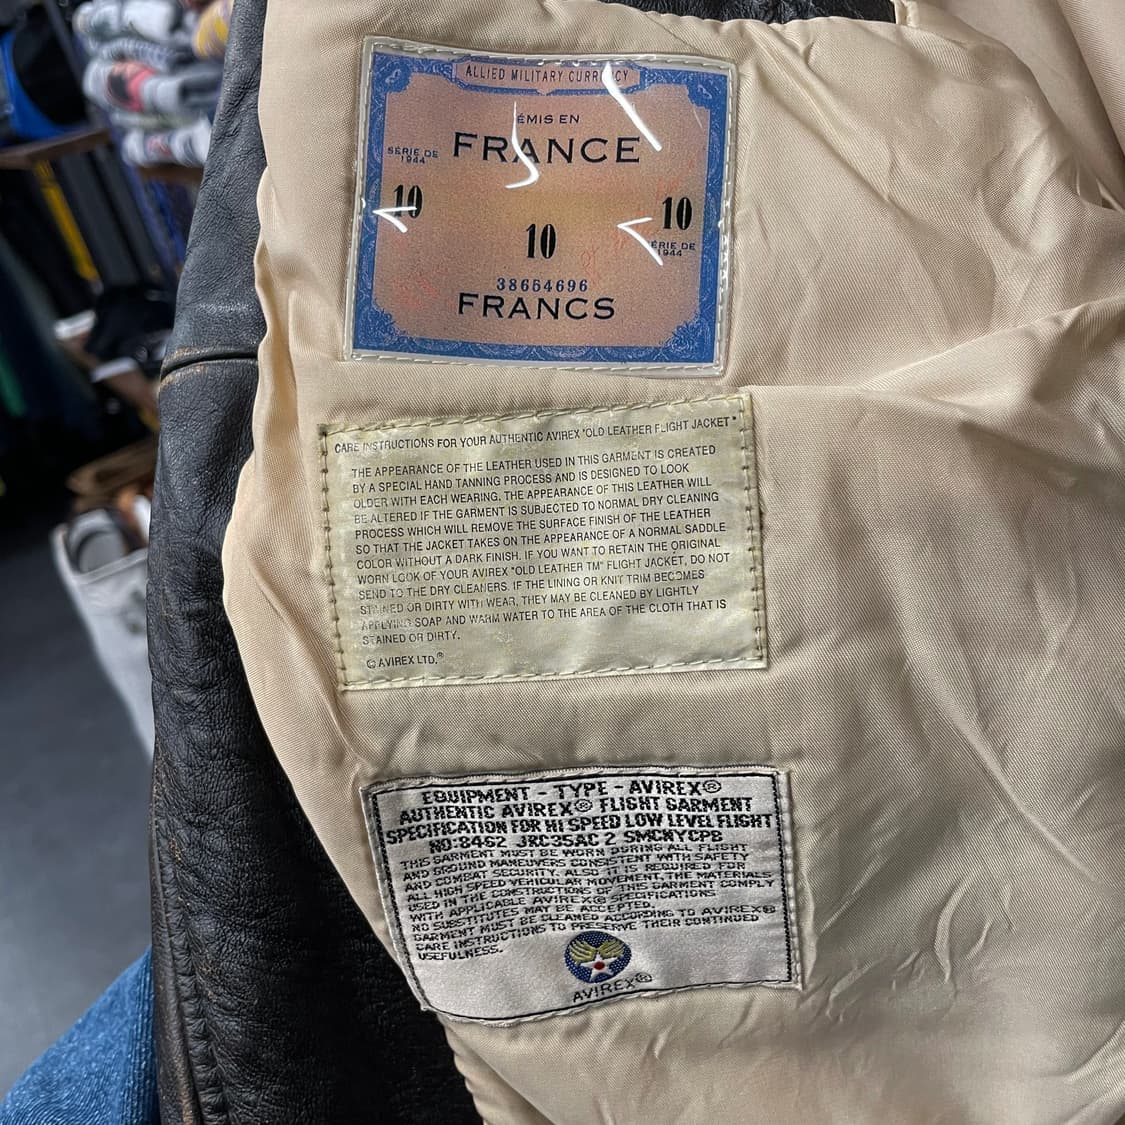 ALLIED MILITARY CURRENCY
ÉMIS EN
FRANCE
SÉRIE DE
1944
10
10
10
SÉRIE DE
1944
38654696
FRANCS
CARE INSTRUCTIONS FOR YOUR AUTHENTIC AVIREX "OLD LEATHER FLIGHT JACKET"
THE APPEARANCE OF THE LEATHER USED IN THIS GARMENT IS CREATED
BY A SPECIAL HAND TANNING PROCESS AND IS DESIGNED TO LOOK
OLDER WITH EACH WEARING. THE APPEARANCE OF THIS LEATHER WILL
BE ALTERED IF THE GARMENT IS SUBJECTED TO NORMAL DRY CLEANING
PROCESS WHICH WILL REMOVE THE SURFACE FINISH OF THE LEATHER
SO THAT THE JACKET TAKES ON THE APPEARANCE OF A NORMAL SADDLE
COLOR WITHOUT A DARK FINISH. IF YOU WANT TO RETAIN THE ORIGINAL
WORN LOOK OF YOUR AVIREX "OLD LEATHER TM" FLIGHT JACKET, DO NOT
SEND TO THE DRY CLEANERS. IF THE LINING OR KNIT TRIM BECOMES
STAINED OR DIRTY WITH WEAR, THEY MAY BE CLEANED BY LIGHTLY
APPLYING SOAP AND WARM WATER TO THE AREA OF THE CLOTH THAT IS
STAINED OR DIRTY.
© AVIREX LTD.®
EQUIPMENT - TYPE - AVIREX®
AUTHENTIC AVIREX® FLIGHT GARMENT
SPECIFICATION FOR HI SPEED LOW LEVEL FLIGHT
NO:8462 JRC35AC 2 SMCNYCPB
THIS GARMENT MUST BE WORN DURING ALL FLIGHT
AND GROUND MANEUVERS CONSISTENT WITH SAFETY
AND COMBAT SECURITY. ALSO IT IS REQUIRED FOR
ALL HIGH SPEED VEHICULAR MOVEMENT. THE MATERIALS
USED IN THE CONSTRUCTIONS OF THIS GARMENT COMPLY
WITH APPLICABLE AVIREX® SPECIFICATIONS
NO SUBSTITUTES MAY BE ACCEPTED.
GARMENT MUST BE CLEANED ACCORDING TO AVIREX®
CARE INSTRUCTIONS TO PRESERVE THEIR CONTINUED
USEFULNESS.
AVIREX®